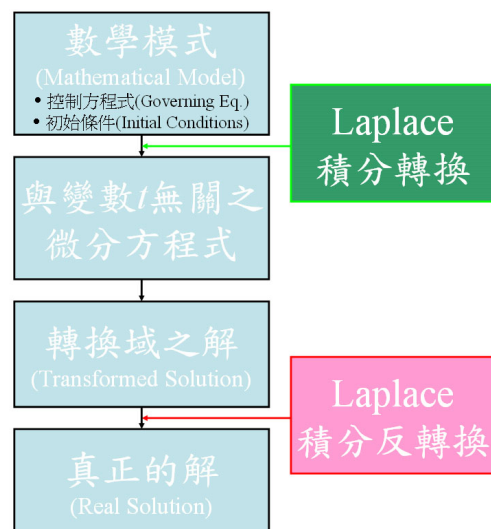 數學模式
(Mathematical Model)
• 控制方程式(Governing Eq.)
• 初始條件(Initial Conditions)
Laplace
積分轉換
與變數t無關之
微分方程式
轉換域之解
(Transformed Solution)
Laplace
積分反轉換
真正的解
(Real Solution)